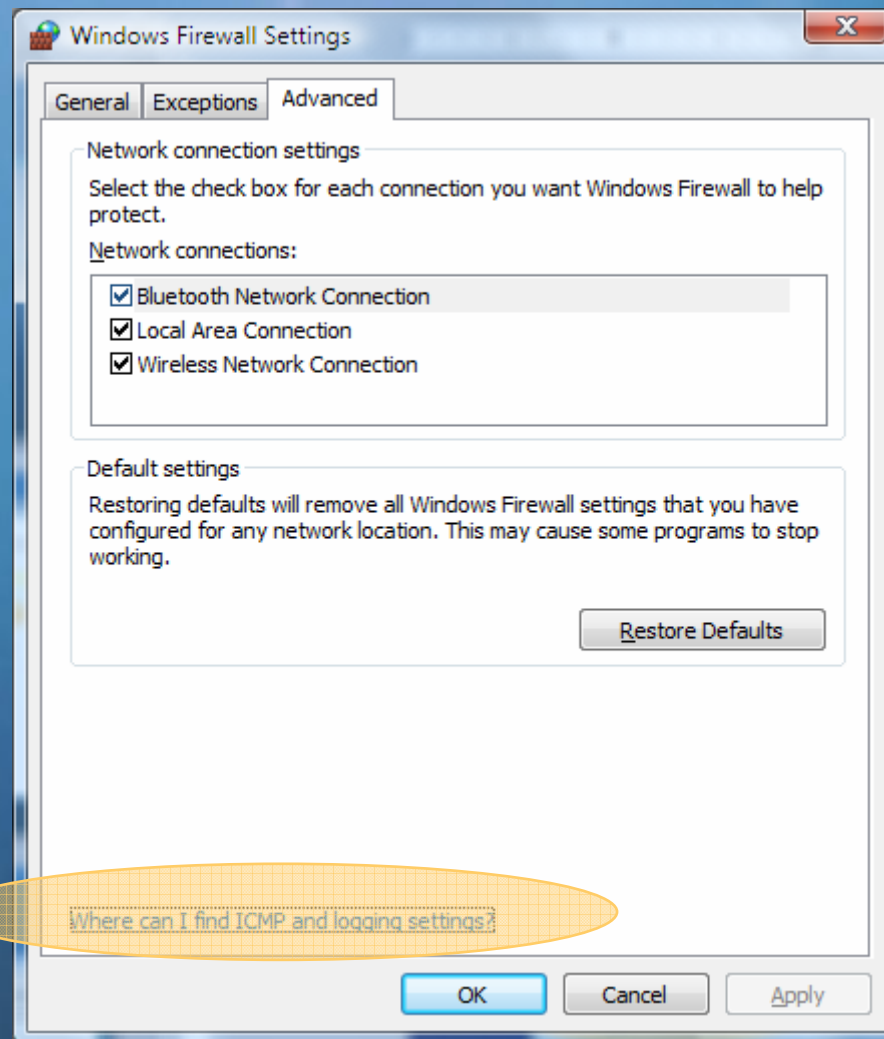 Windows Firewall Settings
General
Exceptions
Advanced
Network connection settings
Select the check box for each connection you want Windows Firewall to help
protect.
Network connections:
Bluetooth Network Connection
Local Area Connection
Wireless Network Connection
Default settings
Restoring defaults will remove all Windows Firewall settings that you have
configured for any network location. This may cause some programs to stop
working.
Restore Defaults
Where can I find ICMP and logging settings?
OK
Cancel
Apply